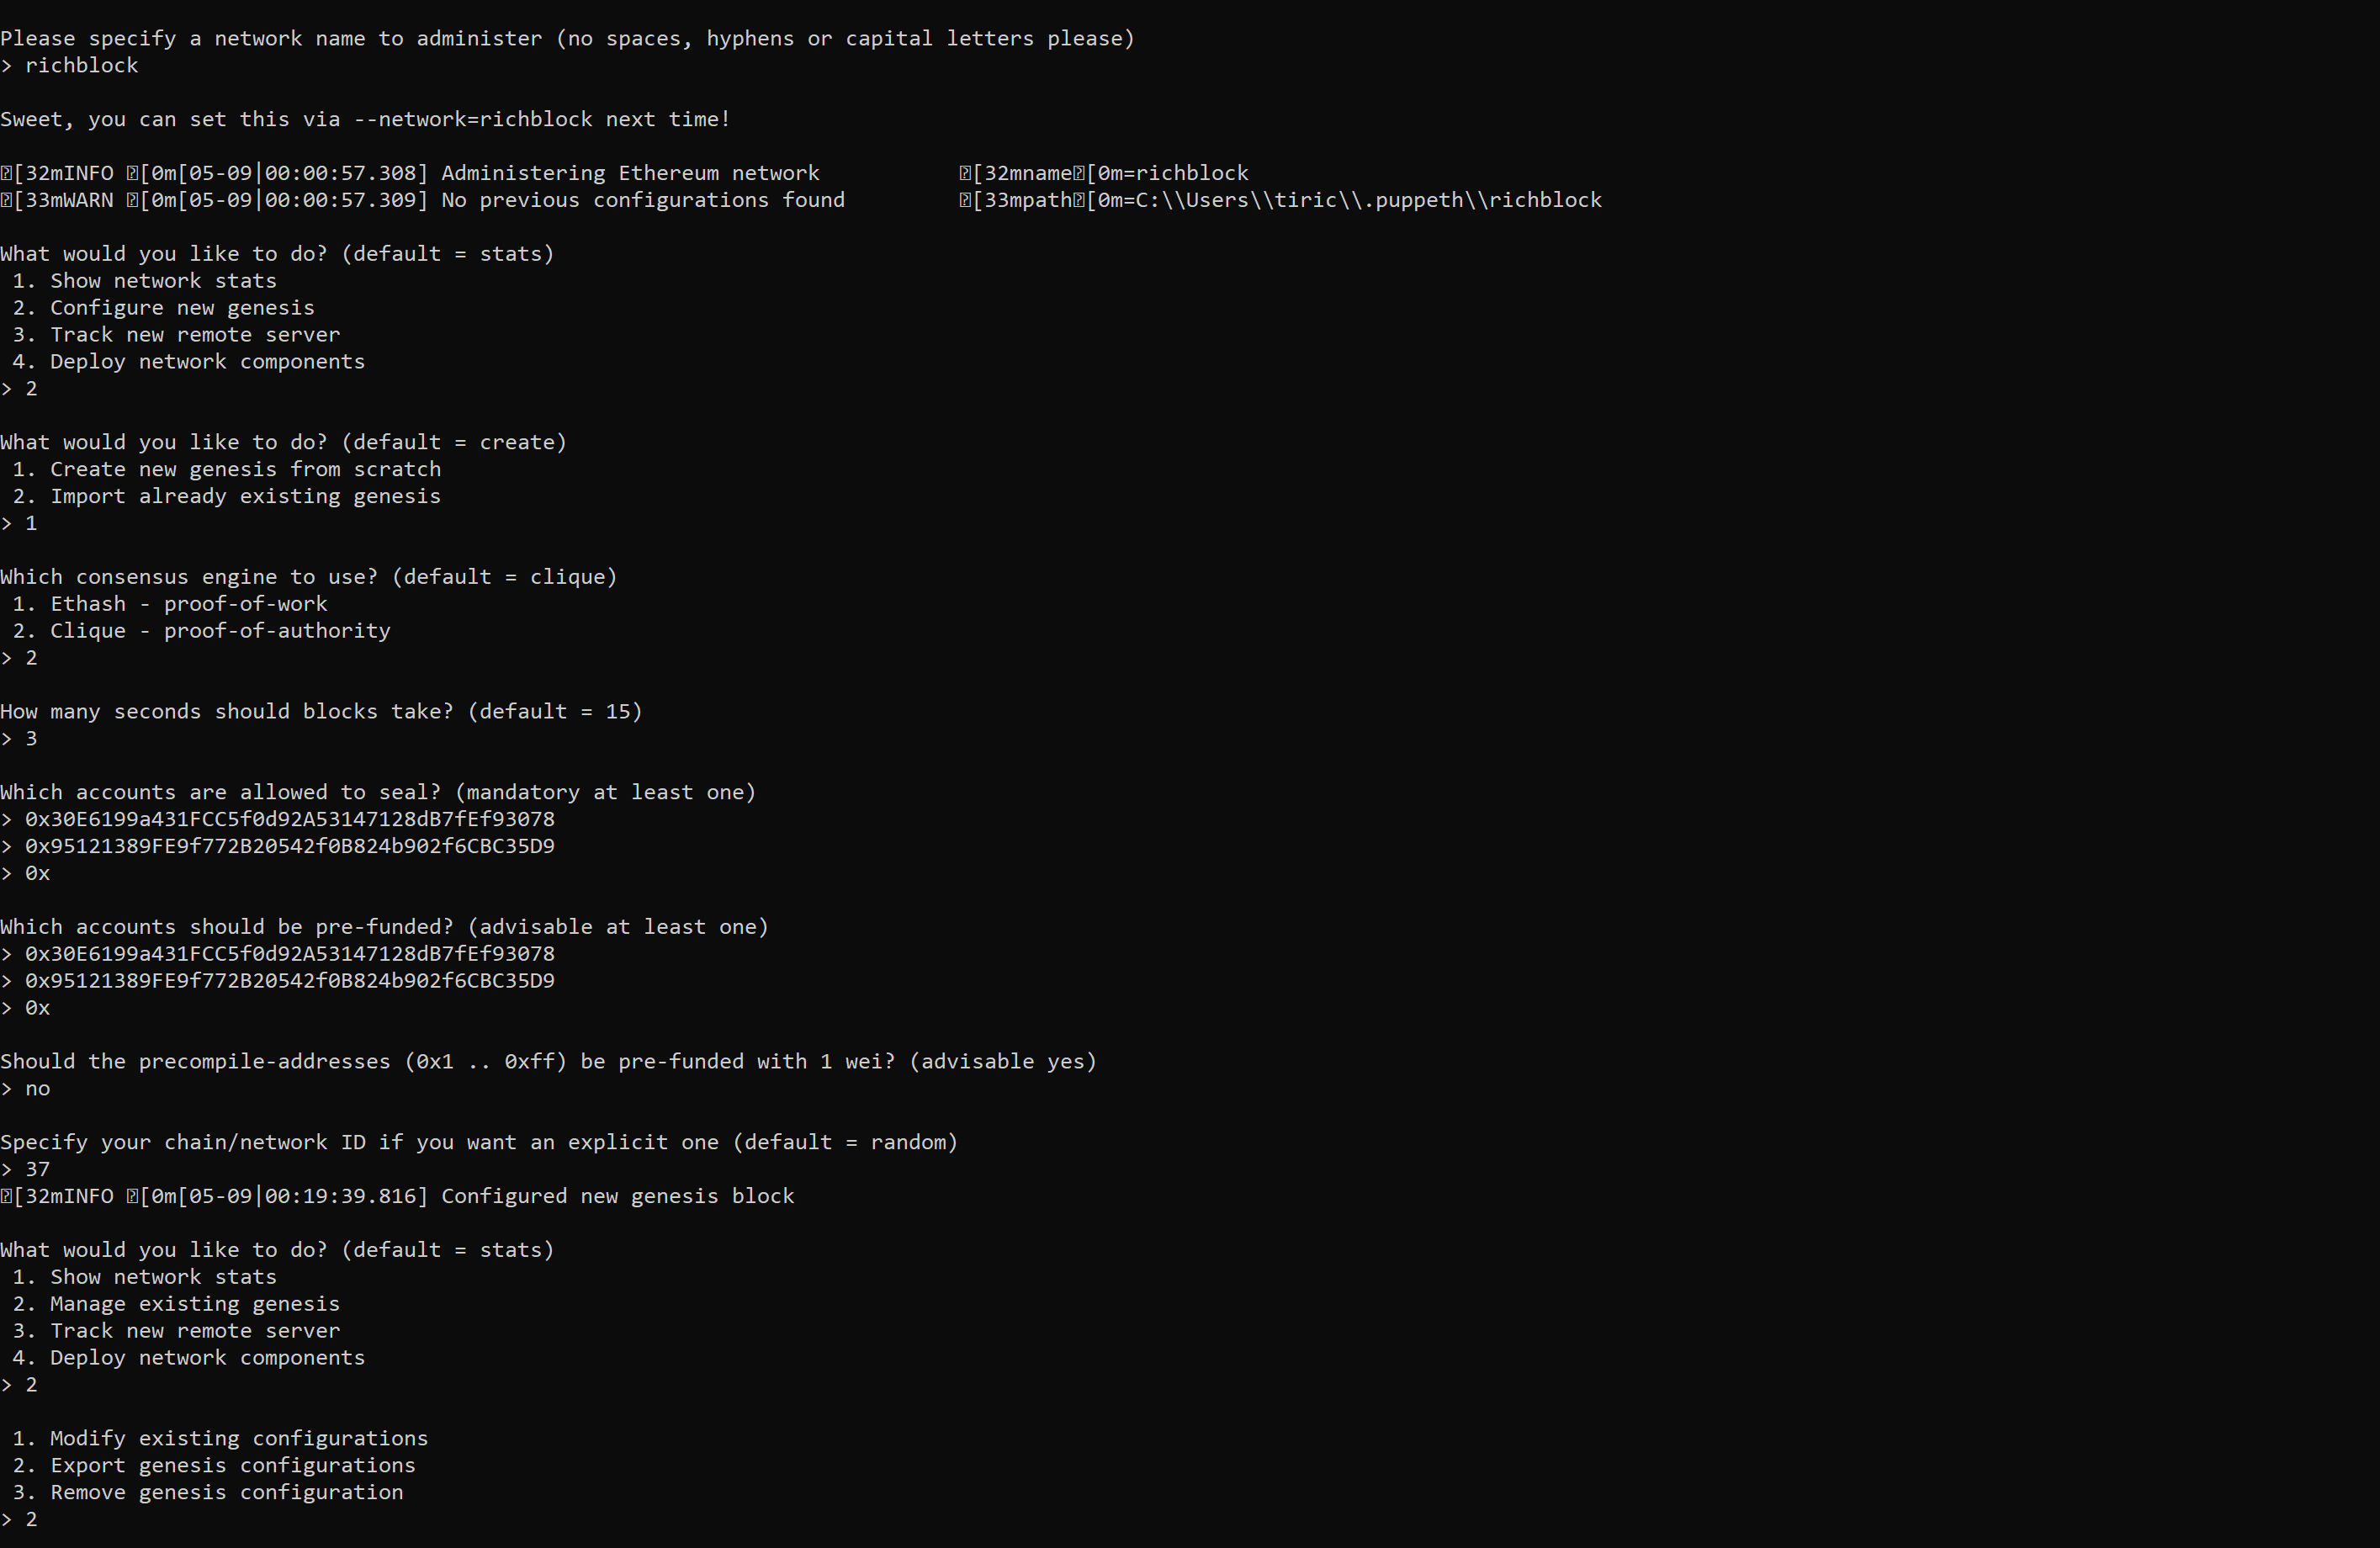 Please specify a network name to administer (no spaces, hyphens or capital letters please)
> richblock
Sweet, you can set this via --network=richblock next time!
[32mINFO [0m[05-09|00:00:57.308] Administering Ethereum network [32mname[0m=richblock
[33mWARN [0m[05-09|00:00:57.309] No previous configurations found [33mpath[0m=C:\\Users\\tiric\\.puppeth\\richblock
What would you like to do? (default = stats)
1. Show network stats
2. Configure new genesis
3. Track new remote server
4. Deploy network components
> 2
What would you like to do? (default = create)
1. Create new genesis from scratch
2. Import already existing genesis
> 1
Which consensus engine to use? (default = clique)
1. Ethash - proof-of-work
2. Clique - proof-of-authority
> 2
How many seconds should blocks take? (default = 15)
> 3
Which accounts are allowed to seal? (mandatory at least one)
> 0x30E6199a431FCC5f0d92A53147128dB7fEf93078
> 0x95121389FE9f772B20542f0B824b902f6CBC35D9
> 0x
Which accounts should be pre-funded? (advisable at least one)
> 0x30E6199a431FCC5f0d92A53147128dB7fEf93078
> 0x95121389FE9f772B20542f0B824b902f6CBC35D9
> 0x
Should the precompile-addresses (0x1 .. 0xff) be pre-funded with 1 wei? (advisable yes)
> no
Specify your chain/network ID if you want an explicit one (default = random)
> 37
[32mINFO [0m[05-09|00:19:39.816] Configured new genesis block
What would you like to do? (default = stats)
1. Show network stats
2. Manage existing genesis
3. Track new remote server
4. Deploy network components
> 2
1. Modify existing configurations
2. Export genesis configurations
3. Remove genesis configuration
> 2